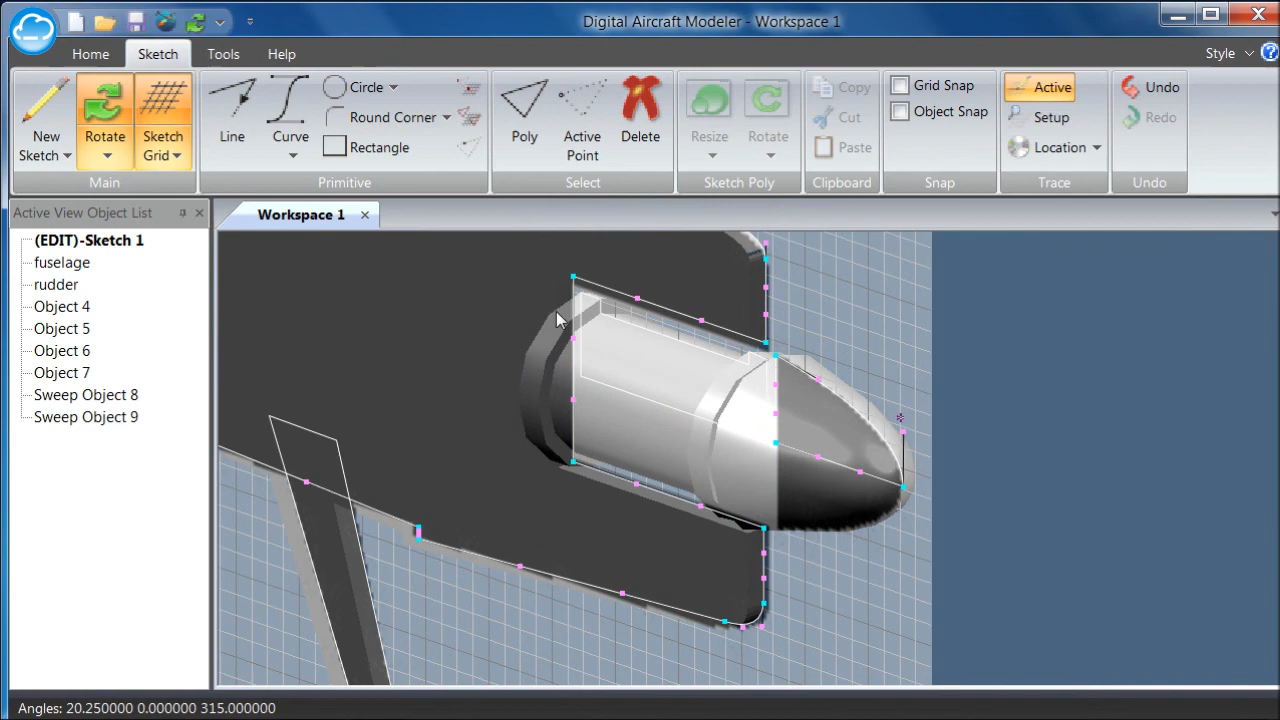 Digital Aircraft Modeler - Workspace 1
Home Sketch Tools Help Style
New Sketch
Rotate
Sketch Grid
Main
Line
Curve
Circle
Round Corner
Rectangle
Primitive
Poly
Active Point
Delete
Select
Resize
Rotate
Sketch Poly
Copy
Cut
Paste
Clipboard
Grid Snap
Object Snap
Snap
Active
Setup
Location
Trace
Undo
Redo
Undo
Active View Object List
Workspace 1
(EDIT)-Sketch 1
fuselage
rudder
Object 4
Object 5
Object 6
Object 7
Sweep Object 8
Sweep Object 9
Angles: 20.250000 0.000000 315.000000